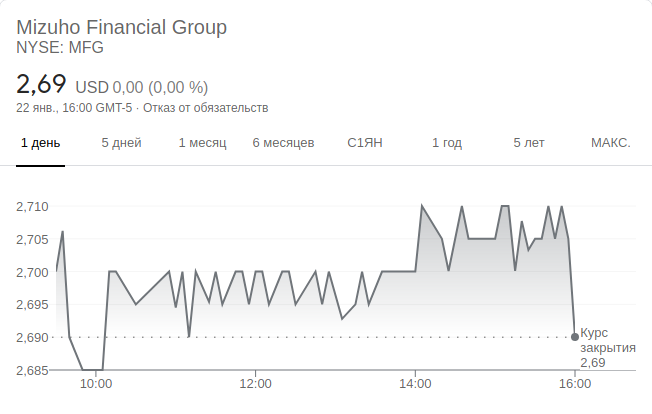 Mizuho Financial Group
NYSE: MFG
2,69 USD 0,00 (0,00 %)
22 янв., 16:00 GMT-5 · Отказ от обязательств
1 день 5 дней 1 месяц 6 месяцев С1ЯН 1 год 5 лет МАКС.
2,710
2,705
2,700
2,695
2,690
Курс
закрытия
2,69
2,685
10:00 12:00 14:00 16:00